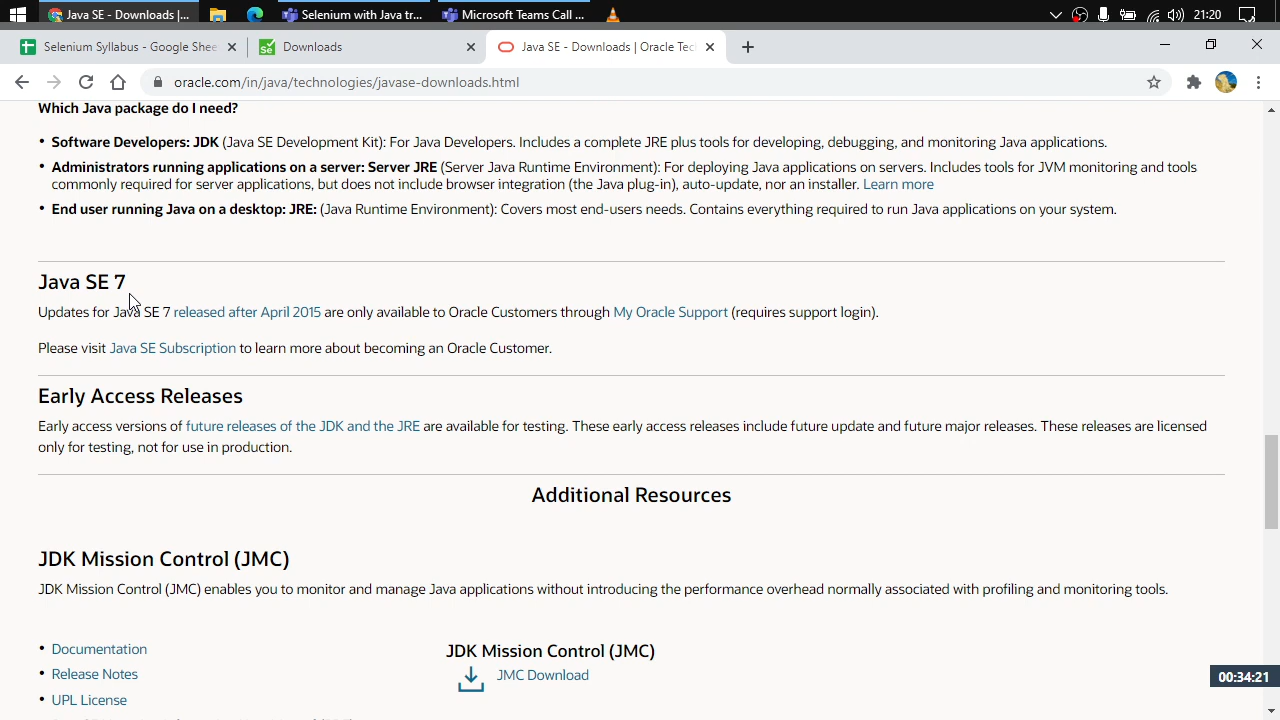 Java SE - Downloads |...
Selenium with Java tr...
Microsoft Teams Call ...
21:20
Selenium Syllabus - Google Shee
Downloads
Java SE - Downloads | Oracle Tec
oracle.com/in/java/technologies/javase-downloads.html
Which Java package do I need?
• Software Developers: JDK (Java SE Development Kit): For Java Developers. Includes a complete JRE plus tools for developing, debugging, and monitoring Java applications.
• Administrators running applications on a server: Server JRE (Server Java Runtime Environment): For deploying Java applications on servers. Includes tools for JVM monitoring and tools
commonly required for server applications, but does not include browser integration (the Java plug-in), auto-update, nor an installer. Learn more
• End user running Java on a desktop: JRE: (Java Runtime Environment): Covers most end-users needs. Contains everything required to run Java applications on your system.
Java SE 7
Updates for Java SE 7 released after April 2015 are only available to Oracle Customers through My Oracle Support (requires support login).
Please visit Java SE Subscription to learn more about becoming an Oracle Customer.
Early Access Releases
Early access versions of future releases of the JDK and the JRE are available for testing. These early access releases include future update and future major releases. These releases are licensed
only for testing, not for use in production.
Additional Resources
JDK Mission Control (JMC)
JDK Mission Control (JMC) enables you to monitor and manage Java applications without introducing the performance overhead normally associated with profiling and monitoring tools.
• Documentation
JDK Mission Control (JMC)
• Release Notes
JMC Download
• UPL License
00:34:21